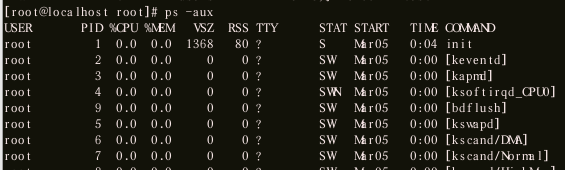 [root@localhost root]# ps -aux
USER PID %CPU %MEM VSZ RSS TTY STAT START TIME COMMAND
root 1 0.0 0.0 1368 80 ? S Mar05 0:04 init
root 2 0.0 0.0 0 0 ? SW Mar05 0:00 [keventd]
root 3 0.0 0.0 0 0 ? SW Mar05 0:00 [kapmd]
root 4 0.0 0.0 0 0 ? SWN Mar05 0:00 [ksoftirqd_CPU0]
root 9 0.0 0.0 0 0 ? SW Mar05 0:00 [bdflush]
root 5 0.0 0.0 0 0 ? SW Mar05 0:00 [kswapd]
root 6 0.0 0.0 0 0 ? SW Mar05 0:00 [kscand/DMA]
root 7 0.0 0.0 0 0 ? SW Mar05 0:00 [kscand/Normal]